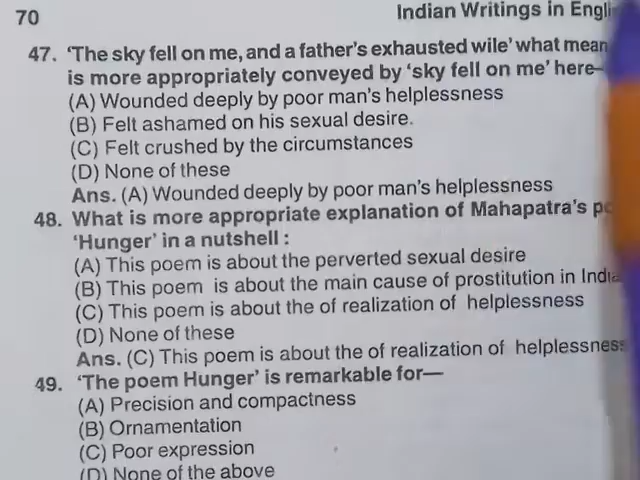 70
Indian Writings in Engli
47. 'The sky fell on me, and a father's exhausted wile' what mean
is more appropriately conveyed by 'sky fell on me' here–
(A) Wounded deeply by poor man's helplessness
(B) Felt ashamed on his sexual desire.
(C) Felt crushed by the circumstances
(D) None of these
Ans. (A) Wounded deeply by poor man's helplessness
48. What is more appropriate explanation of Mahapatra's po
'Hunger' in a nutshell :
(A) This poem is about the perverted sexual desire
(B) This poem is about the main cause of prostitution in India
(C) This poem is about the of realization of helplessness
(D) None of these
Ans. (C) This poem is about the of realization of helplessness
49. 'The poem Hunger' is remarkable for—
(A) Precision and compactness
(B) Ornamentation
(C) Poor expression
(D) None of the above